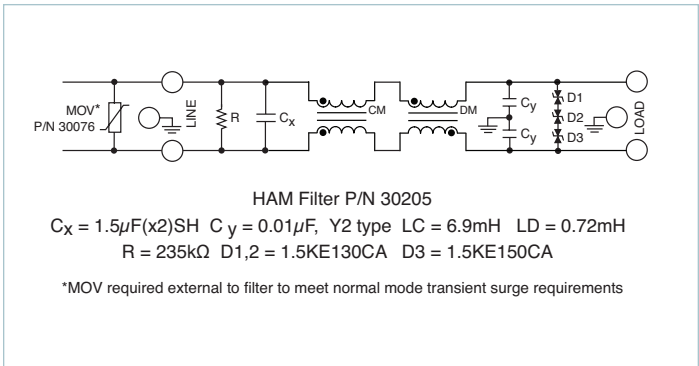 MOV*
P/N 30076
LINE
R
Cx
CM
DM
Cy
Cy
D1
D2
D3
LOAD
HAM Filter P/N 30205
Cx = 1.5µF(x2)SH C y = 0.01µF, Y2 type LC = 6.9mH LD = 0.72mH
R = 235kΩ D1,2 = 1.5KE130CA D3 = 1.5KE150CA
*MOV required external to filter to meet normal mode transient surge requirements